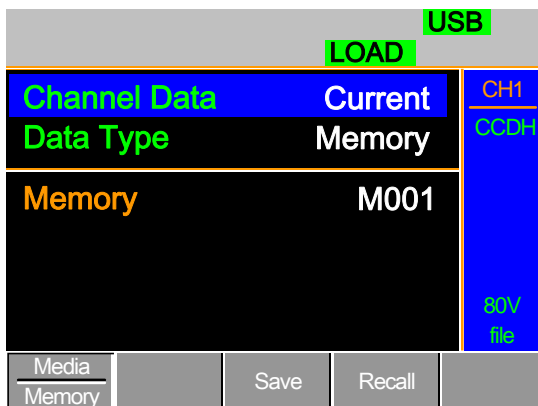 USB
LOAD
Channel Data Current
Data Type Memory
Memory M001
CH1
CCDH
80V
file
Media
Memory
Save
Recall